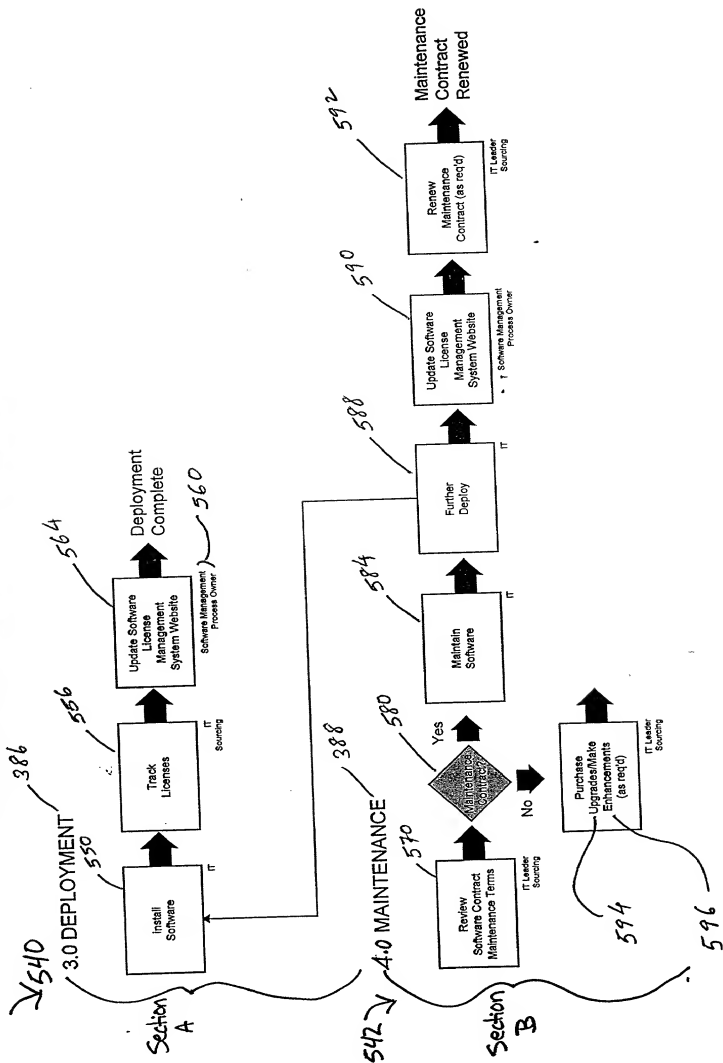 540
386
3.0 DEPLOYMENT
Section
A
550
Install
Software
IT
556
Track
Licenses
IT
Sourcing
564
Update Software
License
Management
System Website
Software Management
Process Owner
560
Deployment
Complete
542
388
4.0 MAINTENANCE
Section
B
570
Review
Software Contract
Maintenance Terms
IT Leader
Sourcing
580
Maintenance
Contract?
Yes
No
584
Maintain
Software
IT
588
Further
Deploy
IT
590
Update Software
License
Management
System Website
Software Management
Process Owner
592
Renew
Maintenance
Contract (as req'd)
IT Leader
Sourcing
Maintenance
Contract
Renewed
Purchase
Upgrades/Make
Enhancements
(as req'd)
IT Leader
Sourcing
594
596